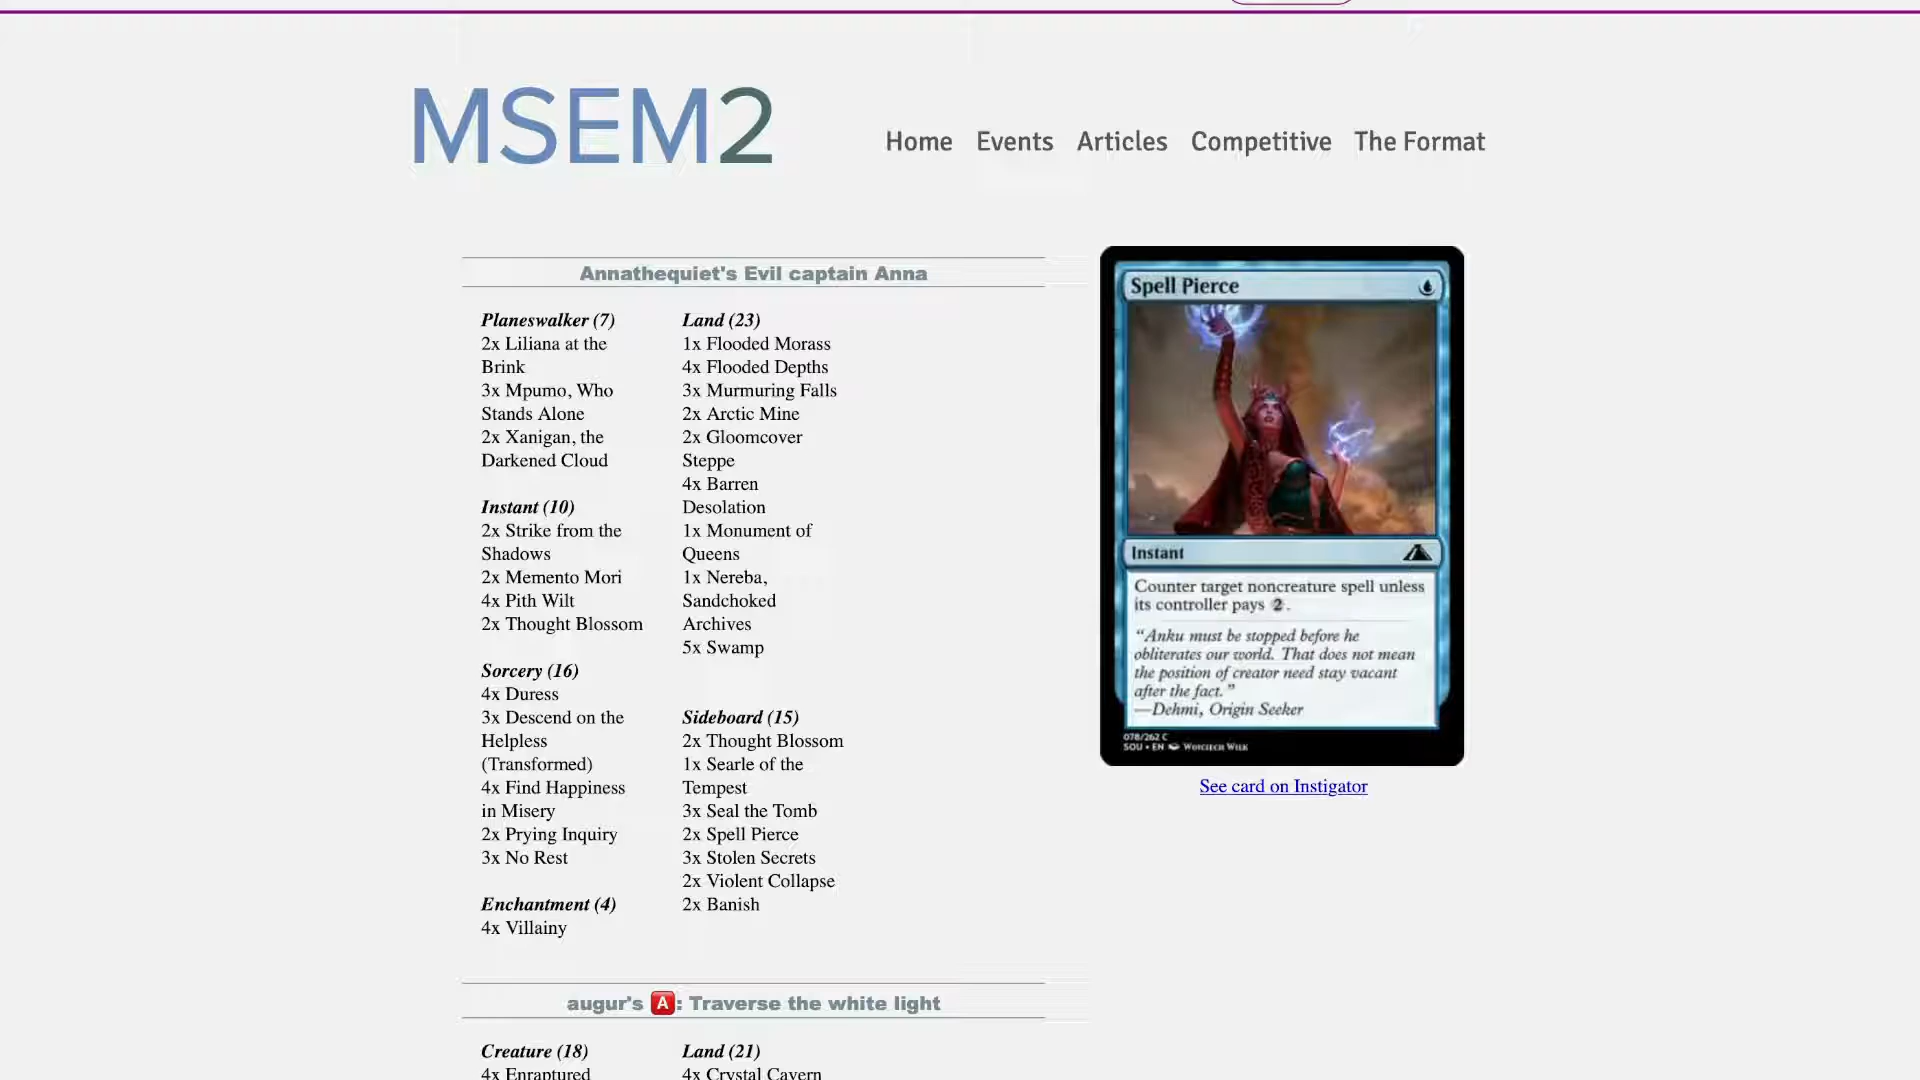 MSEM2
Home Events Articles Competitive The Format
Annathequiet's Evil captain Anna
Planeswalker (7)
2x Liliana at the
Brink
3x Mpumo, Who
Stands Alone
2x Xanigan, the
Darkened Cloud
Instant (10)
2x Strike from the
Shadows
2x Memento Mori
4x Pith Wilt
2x Thought Blossom
Sorcery (16)
4x Duress
3x Descend on the
Helpless
(Transformed)
4x Find Happiness
in Misery
2x Prying Inquiry
3x No Rest
Enchantment (4)
4x Villainy
Land (23)
1x Flooded Morass
4x Flooded Depths
3x Murmuring Falls
2x Arctic Mine
2x Gloomcover
Steppe
4x Barren
Desolation
1x Monument of
Queens
1x Nereba,
Sandchoked
Archives
5x Swamp
Sideboard (15)
2x Thought Blossom
1x Searle of the
Tempest
3x Seal the Tomb
2x Spell Pierce
3x Stolen Secrets
2x Violent Collapse
2x Banish
Spell Pierce
Instant
Counter target noncreature spell unless
its controller pays 2.
"Anku must be stopped before he
obliterates our world. That does not mean
the position of creator need stay vacant
after the fact."
—Dehmi, Origin Seeker
078/262 C
SOU • EN Wojciech Wilk
See card on Instigator
augur's A: Traverse the white light
Creature (18)
4x Enraptured
Land (21)
4x Crystal Cavern